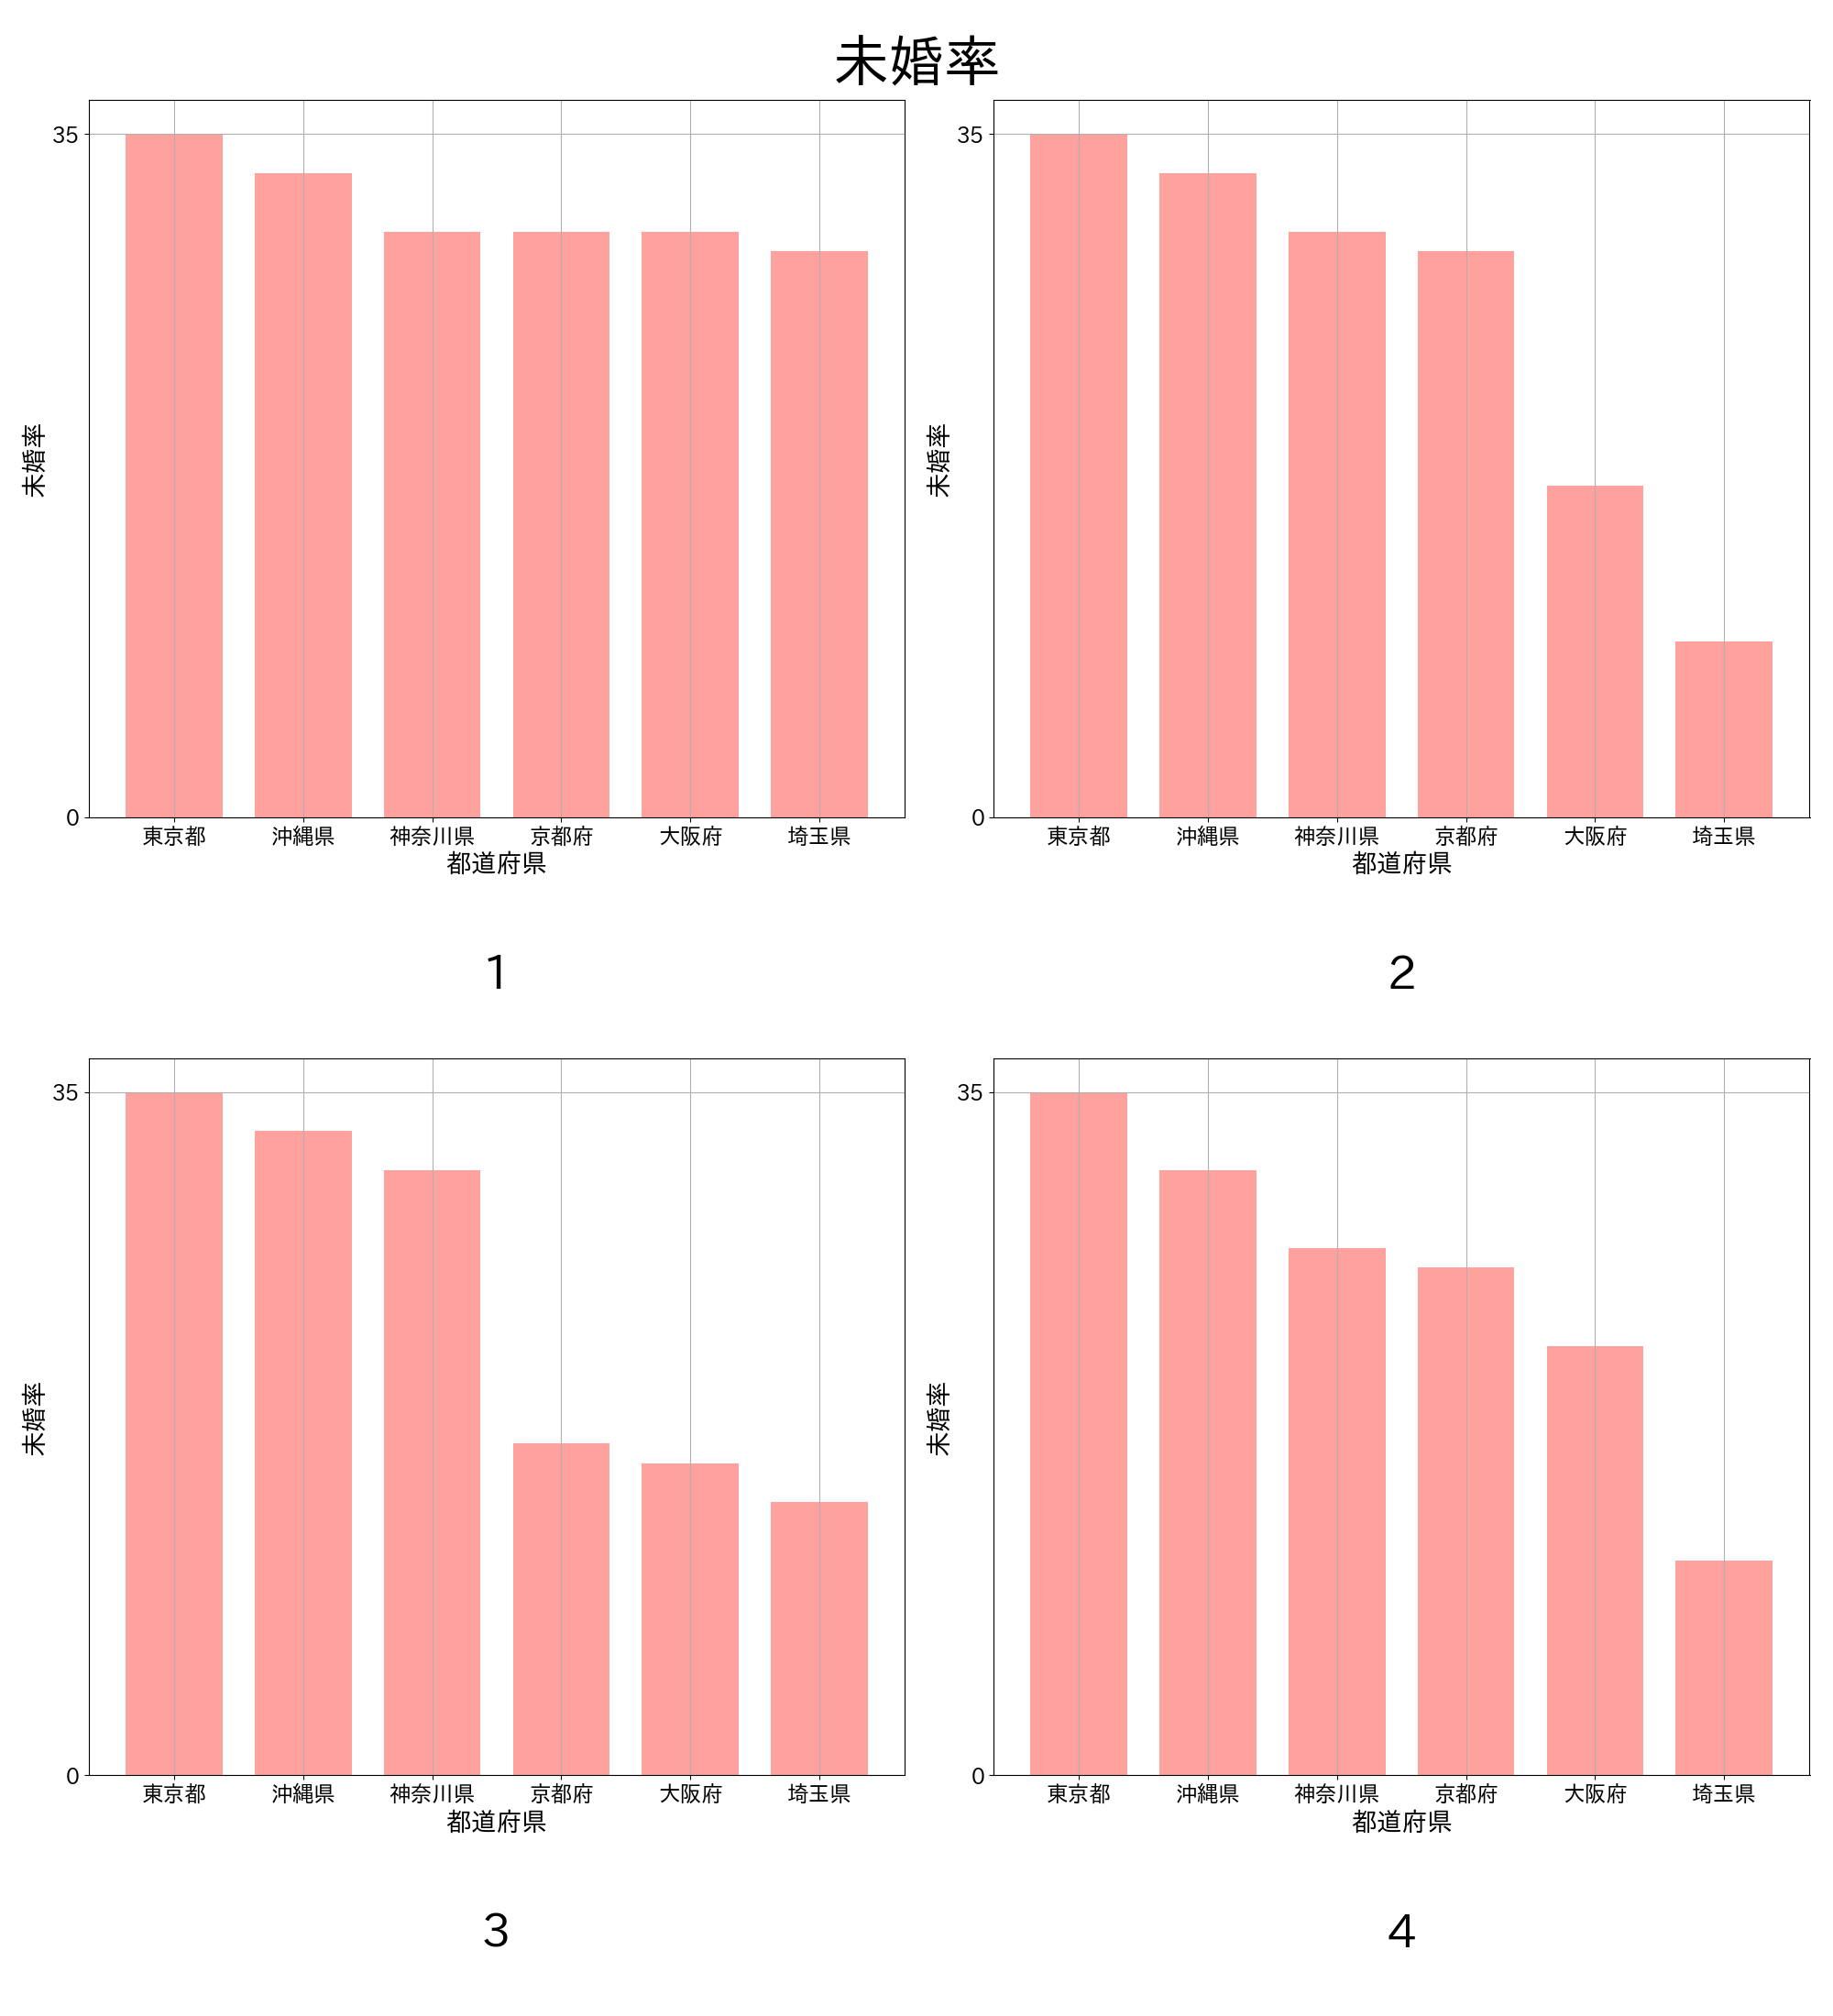 未婚率
35
0
未婚率
東京都 沖縄県 神奈川県 京都府 大阪府 埼玉県
都道府県
1
35
0
未婚率
東京都 沖縄県 神奈川県 京都府 大阪府 埼玉県
都道府県
2
35
0
未婚率
東京都 沖縄県 神奈川県 京都府 大阪府 埼玉県
都道府県
3
35
0
未婚率
東京都 沖縄県 神奈川県 京都府 大阪府 埼玉県
都道府県
4